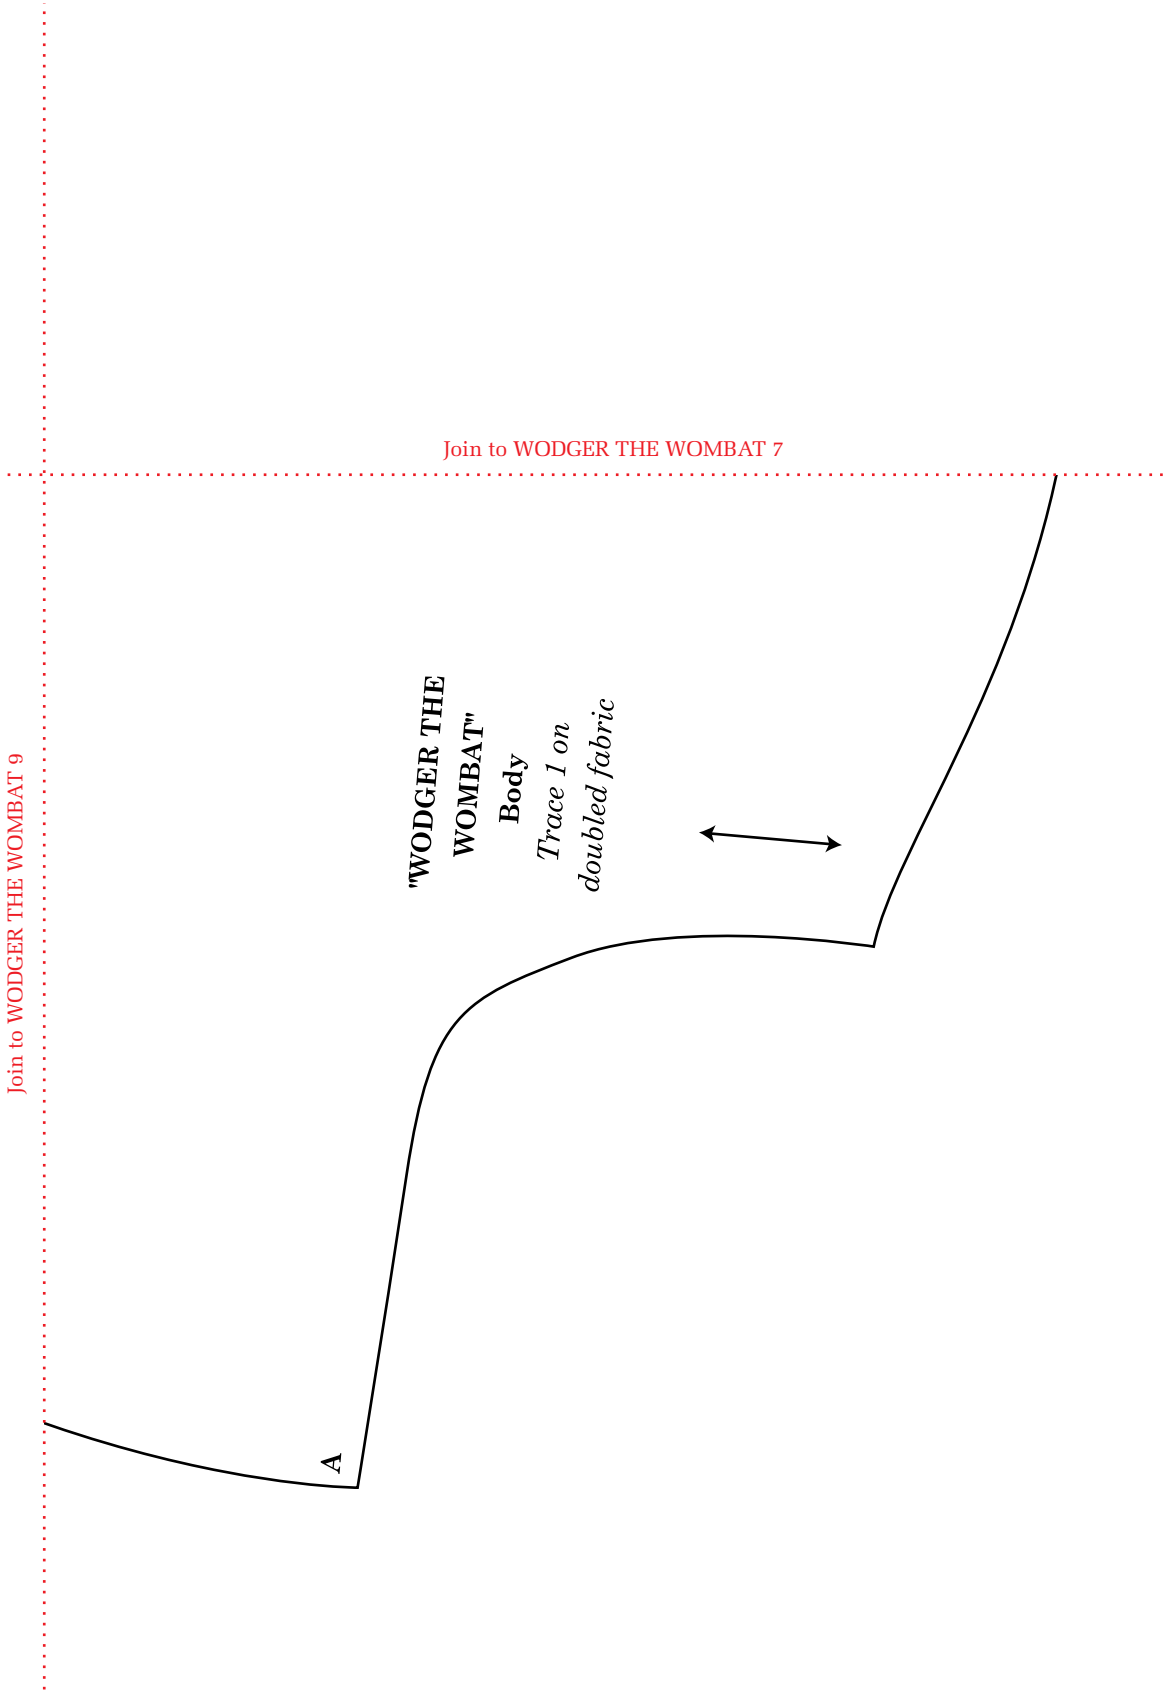 Join to WODGER THE WOMBAT 7
Join to WODGER THE WOMBAT 9
"WODGER THE
WOMBAT"
Body
Trace 1 on
doubled fabric
A